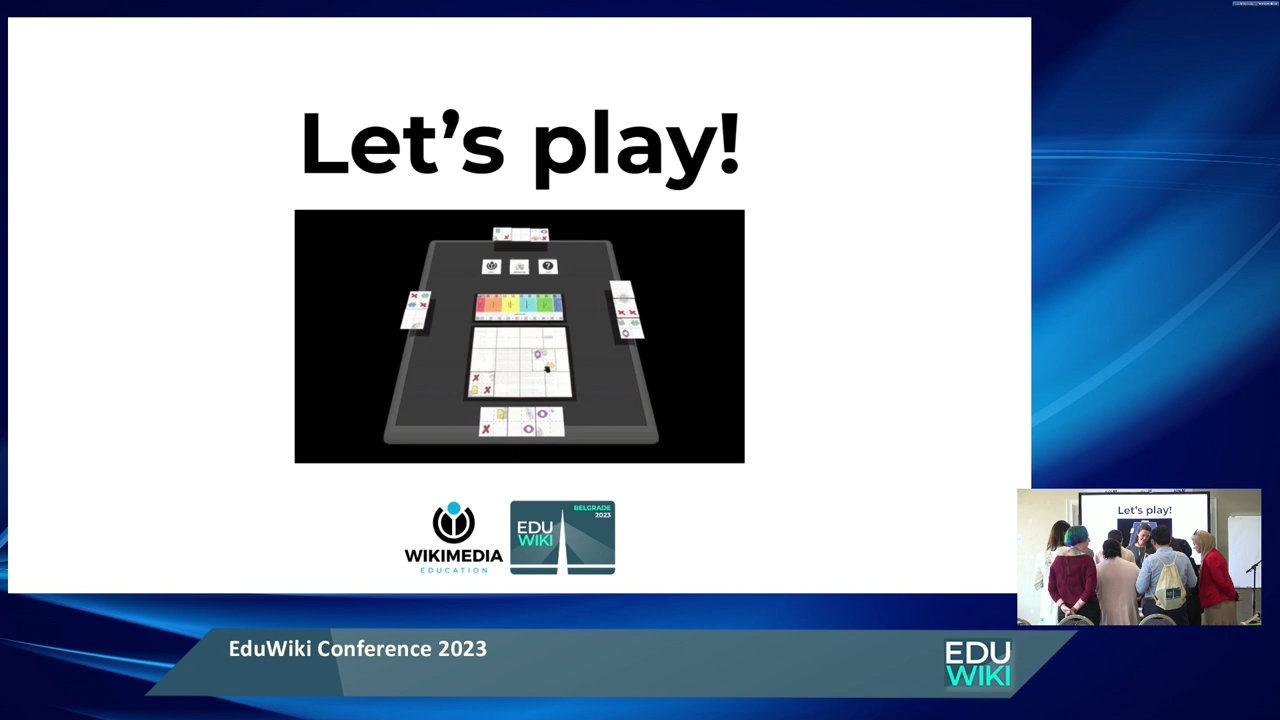 Let's play!
?
WIKIMEDIA
EDUCATION
BELGRADE
2023
EDU
WIKI
Let's play!
EduWiki Conference 2023
EDU
WIKI